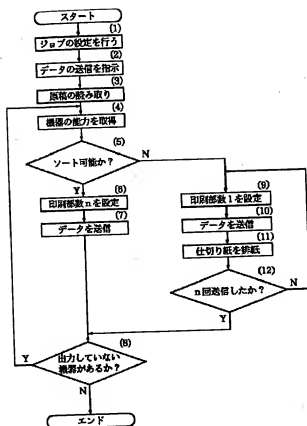 スタート
(1)
ジョブの設定を行う
(2)
データの送信を指示
(3)
原稿の読み取り
(4)
機器の能力を取得
(5)
ソート可能か?
N
Y
(6)
印刷部数nを設定
(7)
データを送信
(9)
印刷部数1を設定
(10)
データを送信
(11)
仕切り紙を排紙
(12)
n回送信したか?
N
Y
(8)
出力していない
機器があるか?
Y
N
エンド